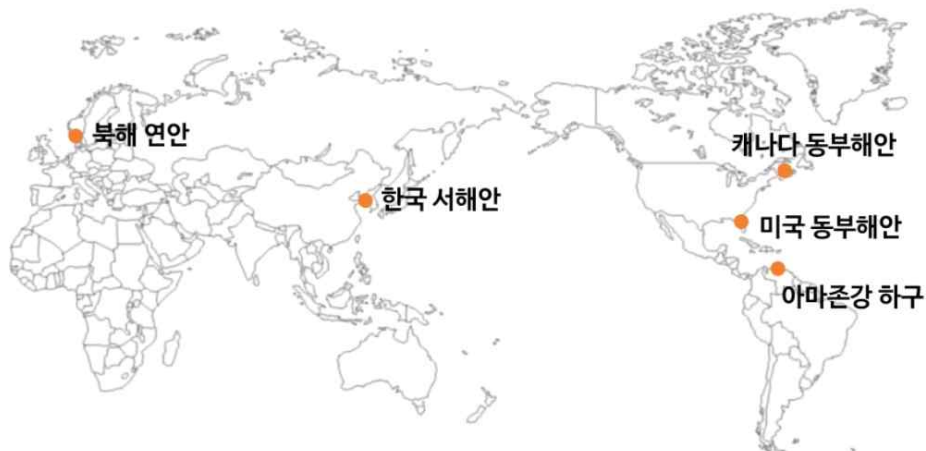 북해 연안
캐나다 동부해안
한국 서해안
미국 동부해안
아마존강 하구